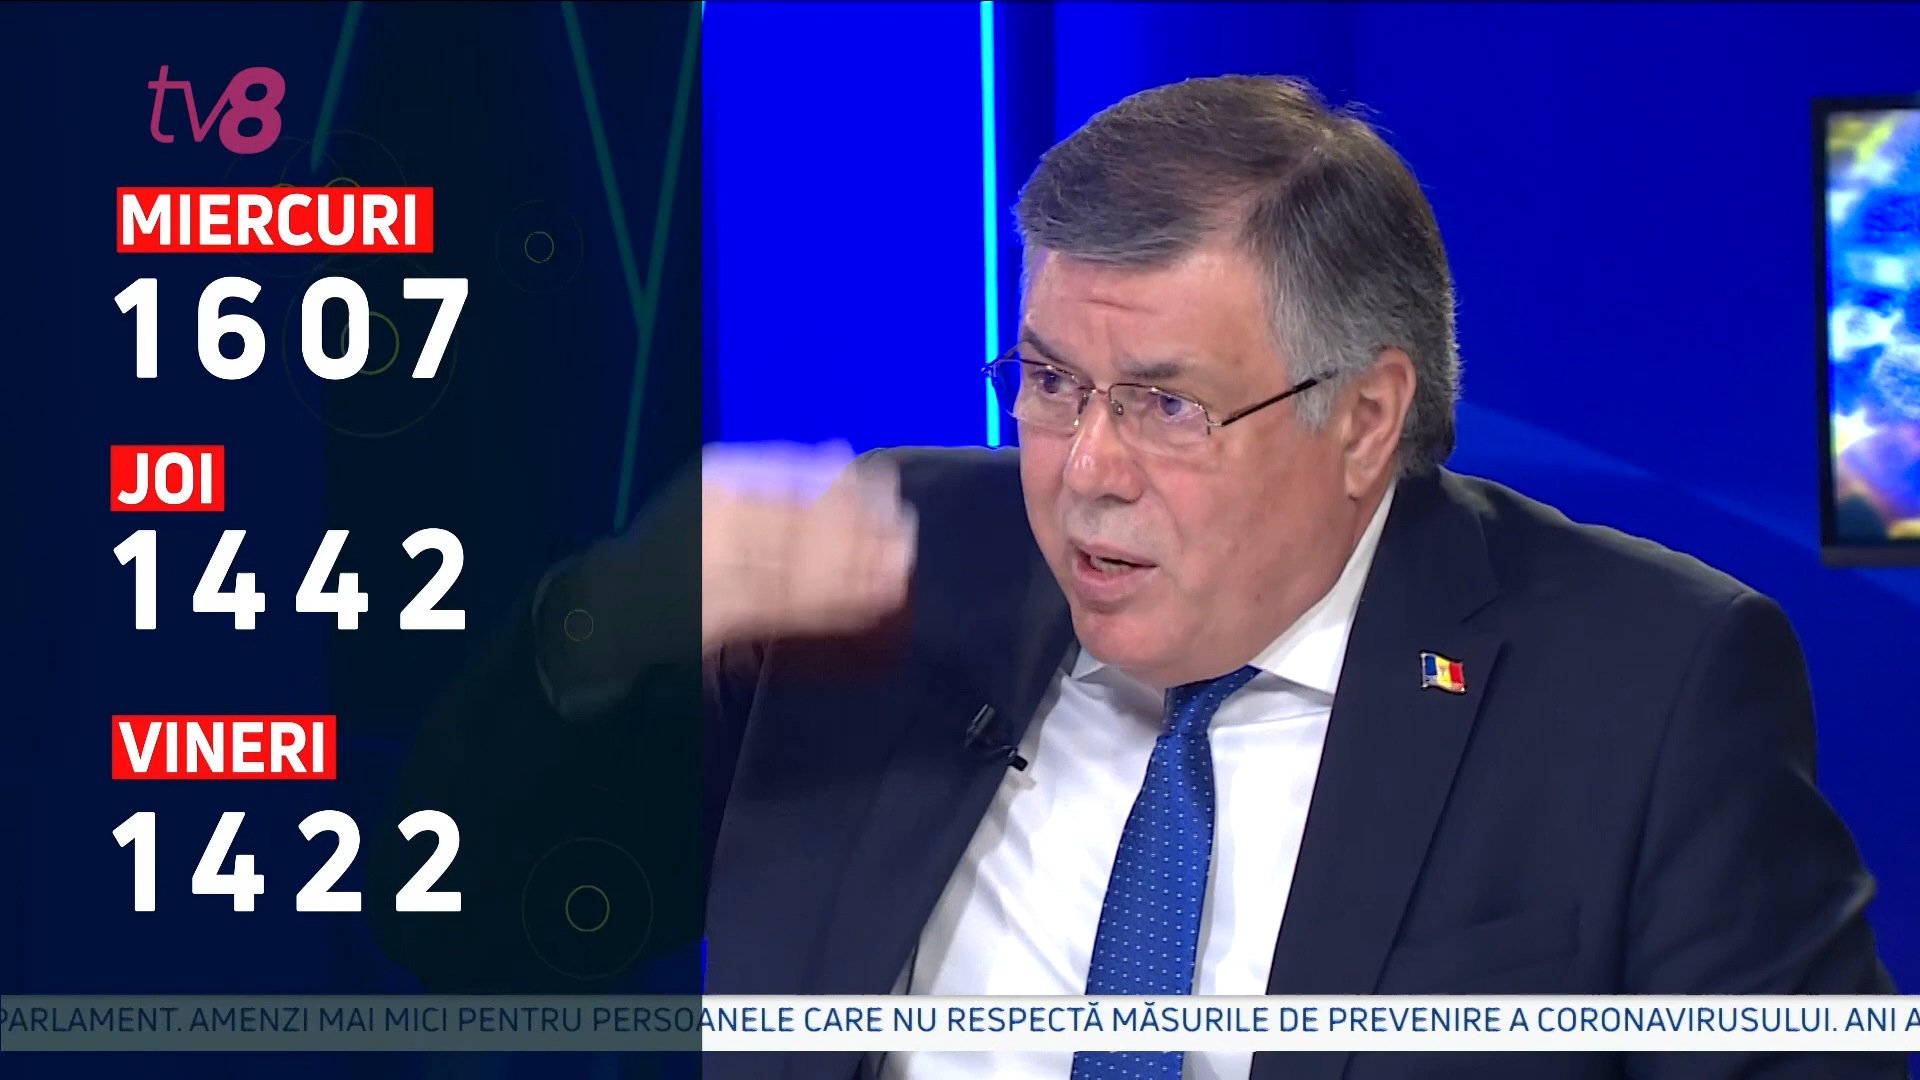 tv8
MIERCURI
1607
JOI
1442
VINERI
1422
PARLAMENT. AMENZI MAI MICI PENTRU PERSOANELE CARE NU RESPECTĂ MĂSURILE DE PREVENIRE A CORONAVIRUSULUI. ANI A